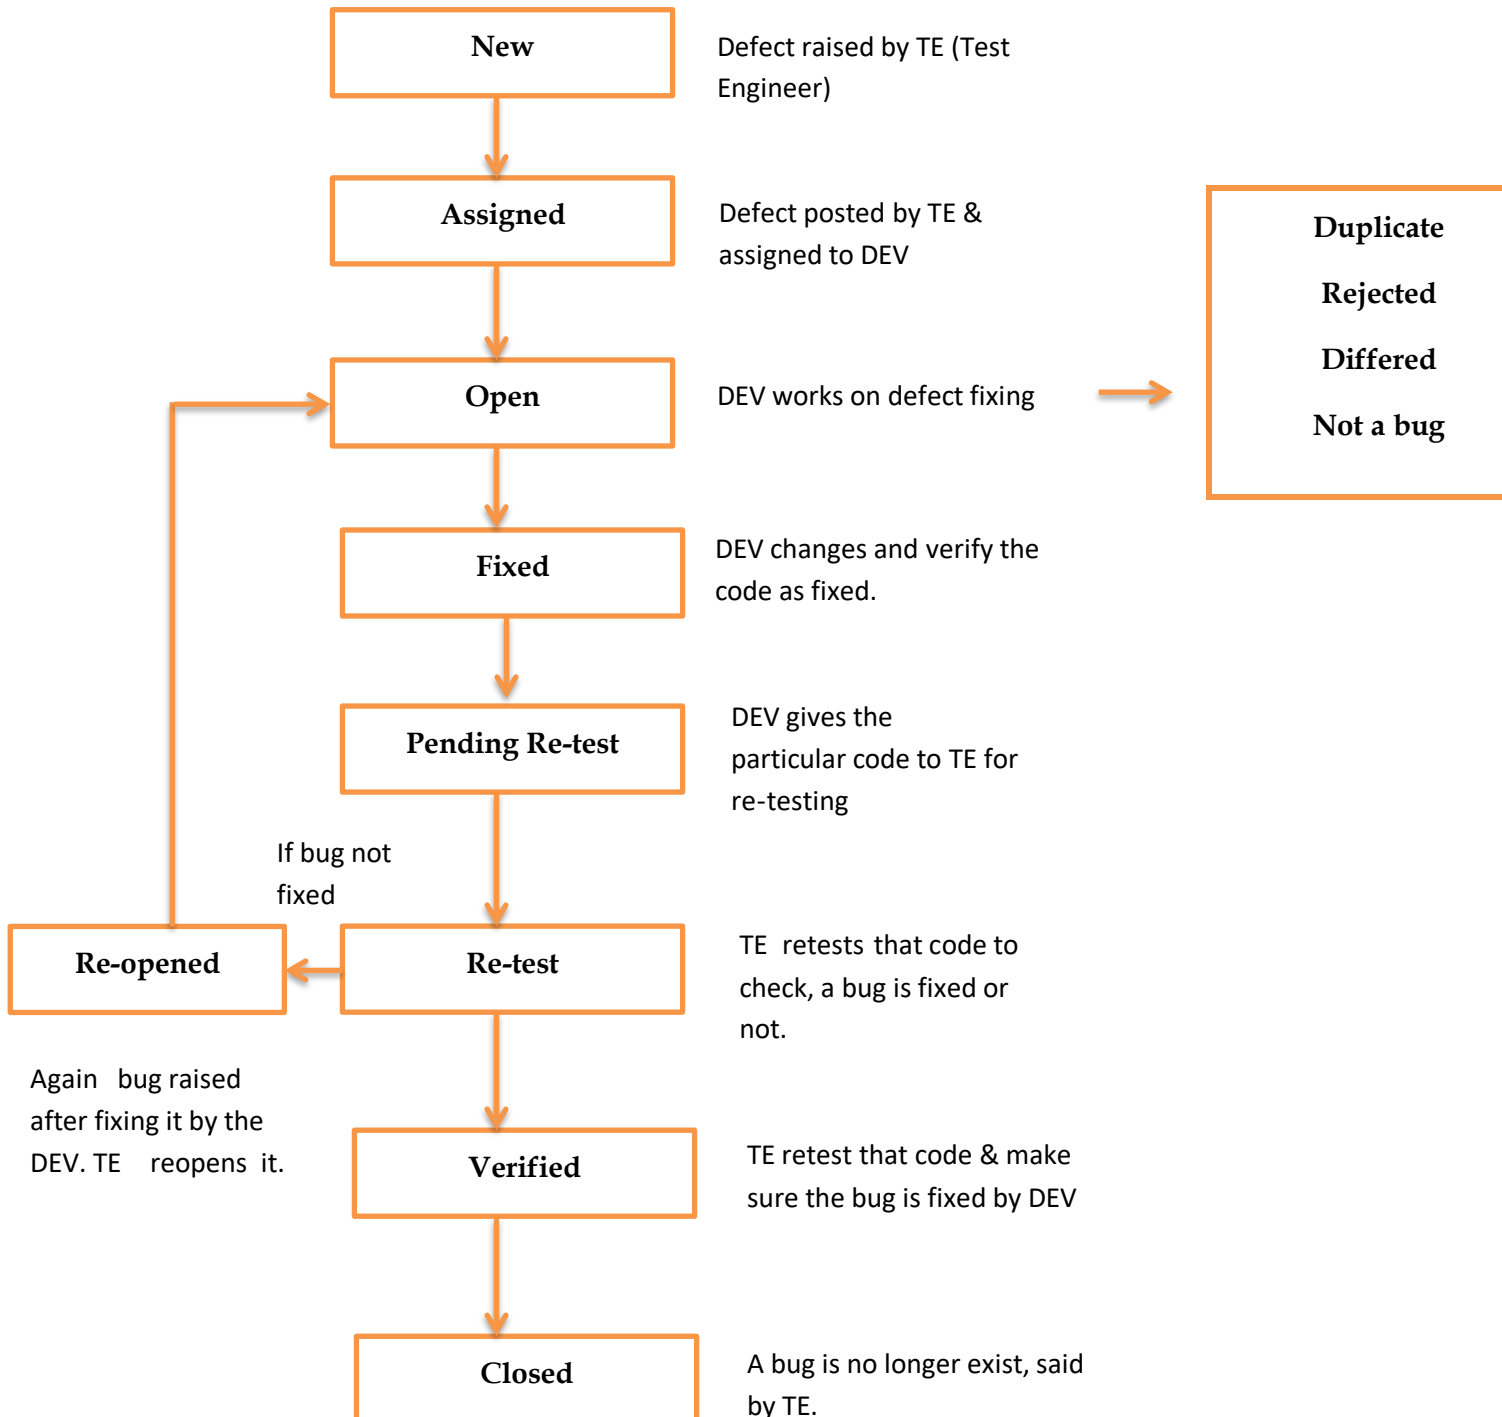 New
Defect raised by TE (Test
Engineer)
Assigned
Defect posted by TE &
assigned to DEV
Duplicate
Rejected
Differed
Not a bug
Open
DEV works on defect fixing
Fixed
DEV changes and verify the
code as fixed.
Pending Re-test
DEV gives the
particular code to TE for
re-testing
If bug not
fixed
Re-opened
Re-test
TE retests that code to
check, a bug is fixed or
not.
Again bug raised
after fixing it by the
DEV. TE reopens it.
Verified
TE retest that code & make
sure the bug is fixed by DEV
Closed
A bug is no longer exist, said
by TE.